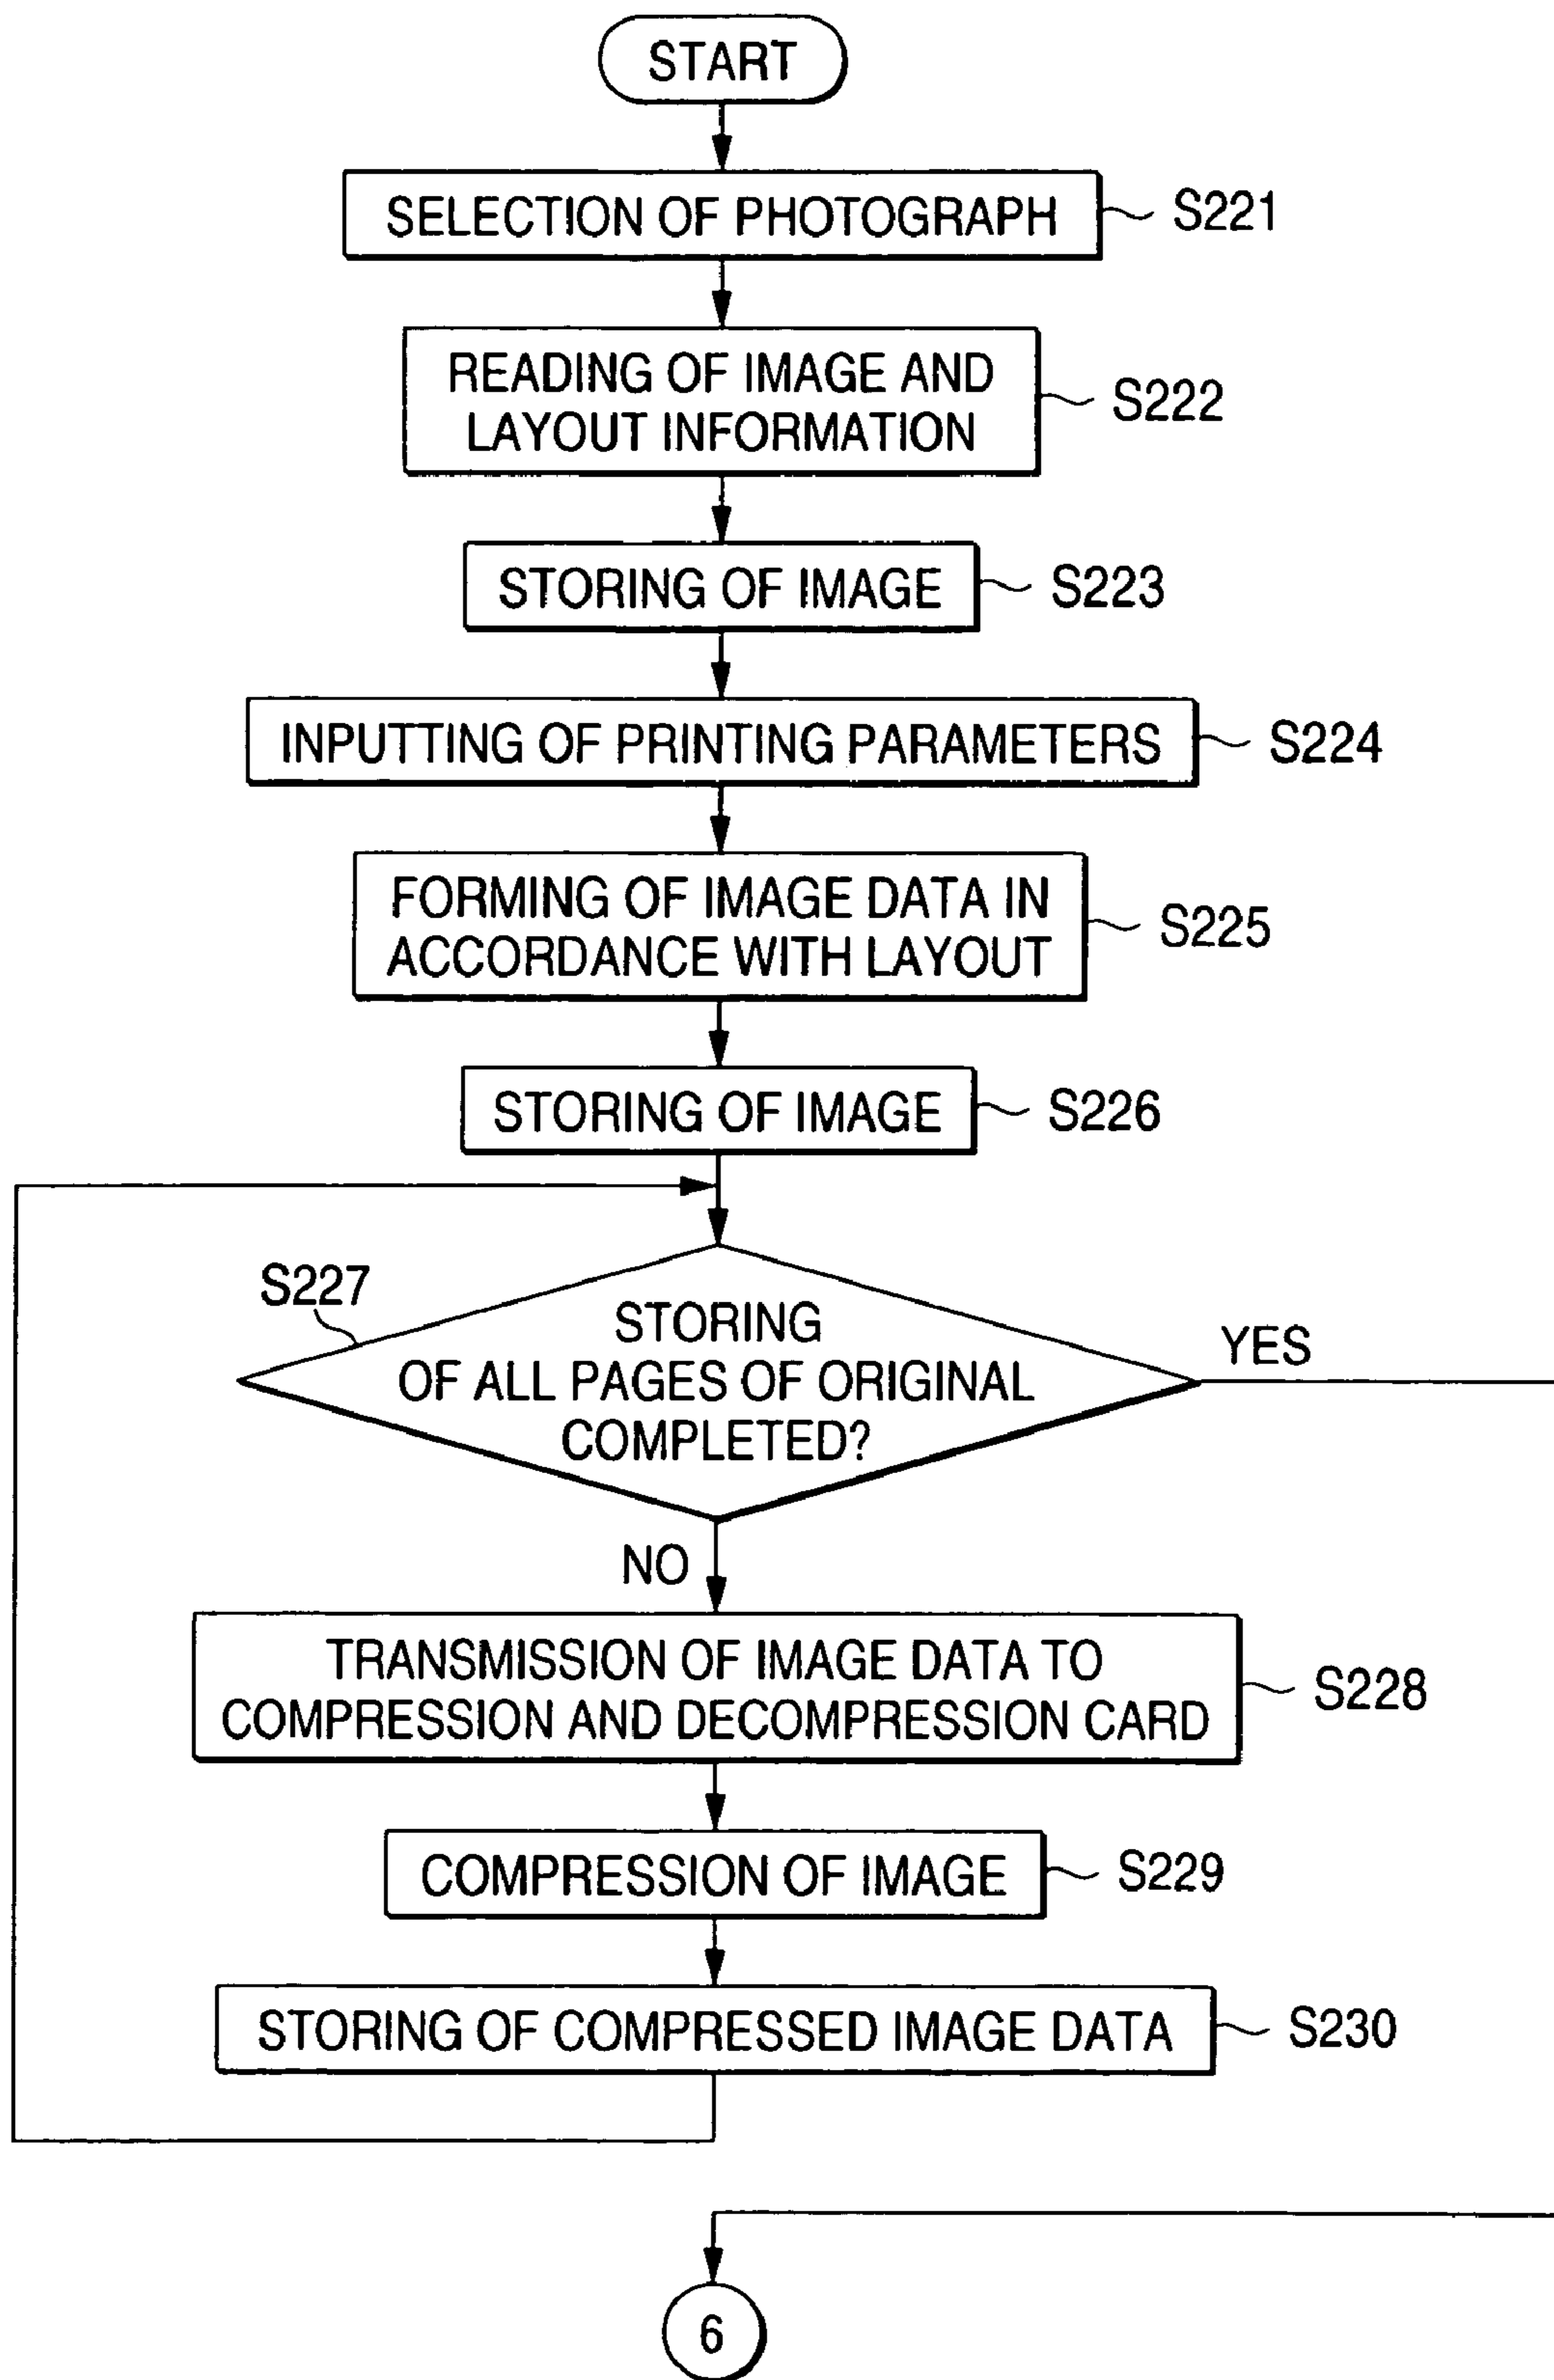 START
SELECTION OF PHOTOGRAPH
S221
READING OF IMAGE AND
LAYOUT INFORMATION
S222
STORING OF IMAGE
S223
INPUTTING OF PRINTING PARAMETERS
S224
FORMING OF IMAGE DATA IN
ACCORDANCE WITH LAYOUT
S225
STORING OF IMAGE
S226
S227
STORING
OF ALL PAGES OF ORIGINAL
COMPLETED?
YES
NO
TRANSMISSION OF IMAGE DATA TO
COMPRESSION AND DECOMPRESSION CARD
S228
COMPRESSION OF IMAGE
S229
STORING OF COMPRESSED IMAGE DATA
S230
6